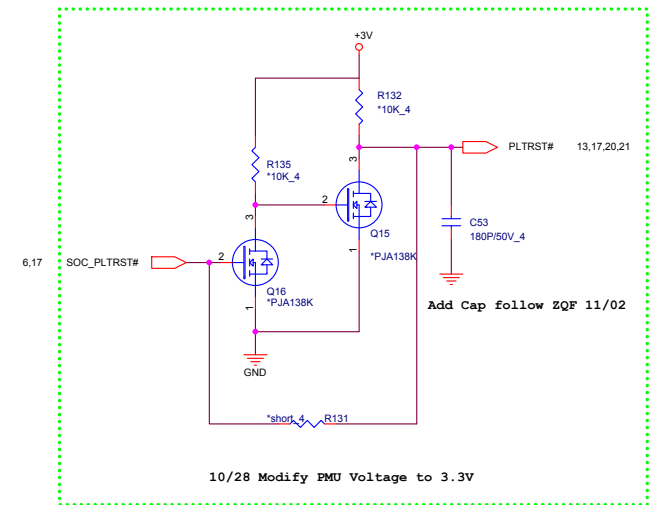 +3V
R132
*10K_4
PLTRST#
13,17,20,21
3
R135
*10K_4
2
3
Q15
C53
180P/50V_4
1
*PJA138K
6,17
SOC_PLTRST#
2
Q16
*PJA138K
1
Add Cap follow ZQF 11/02
GND
*short_4
R131
10/28 Modify PMU Voltage to 3.3V